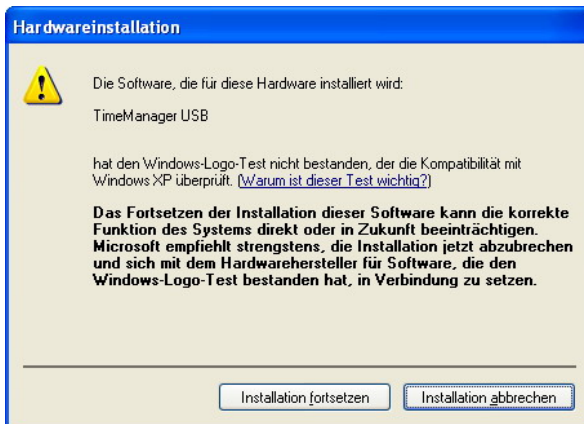 Hardwareinstallation
Die Software, die für diese Hardware installiert wird:
TimeManager USB
hat den Windows-Logo-Test nicht bestanden, der die Kompatibilität mit
Windows XP überprüft. (Warum ist dieser Test wichtig?)
Das Fortsetzen der Installation dieser Software kann die korrekte
Funktion des Systems direkt oder in Zukunft beeinträchtigen.
Microsoft empfiehlt strengstens, die Installation jetzt abzubrechen
und sich mit dem Hardwarehersteller für Software, die den
Windows-Logo-Test bestanden hat, in Verbindung zu setzen.
Installation fortsetzen
Installation abbrechen